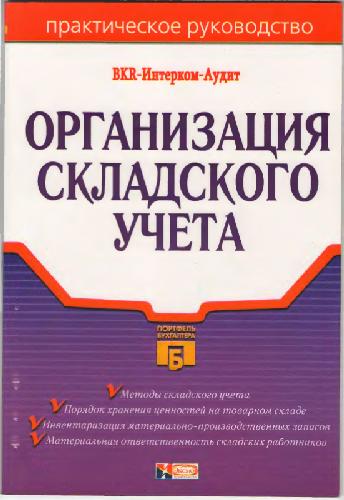 практическое руководство
BKR-Интерком-Аудит
ОРГАНИЗАЦИЯ
СКЛАДСКОГО
УЧЕТА
ПОРТФЕЛЬ
БУХГАЛТЕРА
Б
Методы складского учета
Порядок хранения ценностей на товарном складе
Инвентаризация материально-производственных запасов
Материальная ответственность складских работников
ЭКСМО